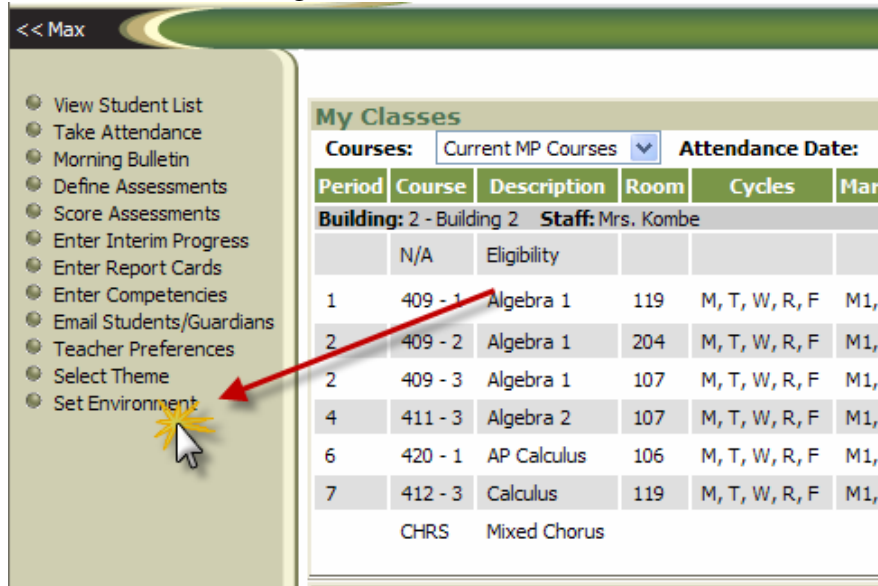 << Max
View Student List
Take Attendance
Morning Bulletin
Define Assessments
Score Assessments
Enter Interim Progress
Enter Report Cards
Enter Competencies
Email Students/Guardians
Teacher Preferences
Select Theme
Set Environment
My Classes
Courses: Current MP Courses Attendance Date:
Period Course Description Room Cycles Mar
Building: 2 - Building 2 Staff: Mrs. Kombe
N/A Eligibility
1 409 - 1 Algebra 1 119 M, T, W, R, F M1,
2 409 - 2 Algebra 1 204 M, T, W, R, F M1,
2 409 - 3 Algebra 1 107 M, T, W, R, F M1,
4 411 - 3 Algebra 2 107 M, T, W, R, F M1,
6 420 - 1 AP Calculus 106 M, T, W, R, F M1,
7 412 - 3 Calculus 119 M, T, W, R, F M1,
CHRS Mixed Chorus